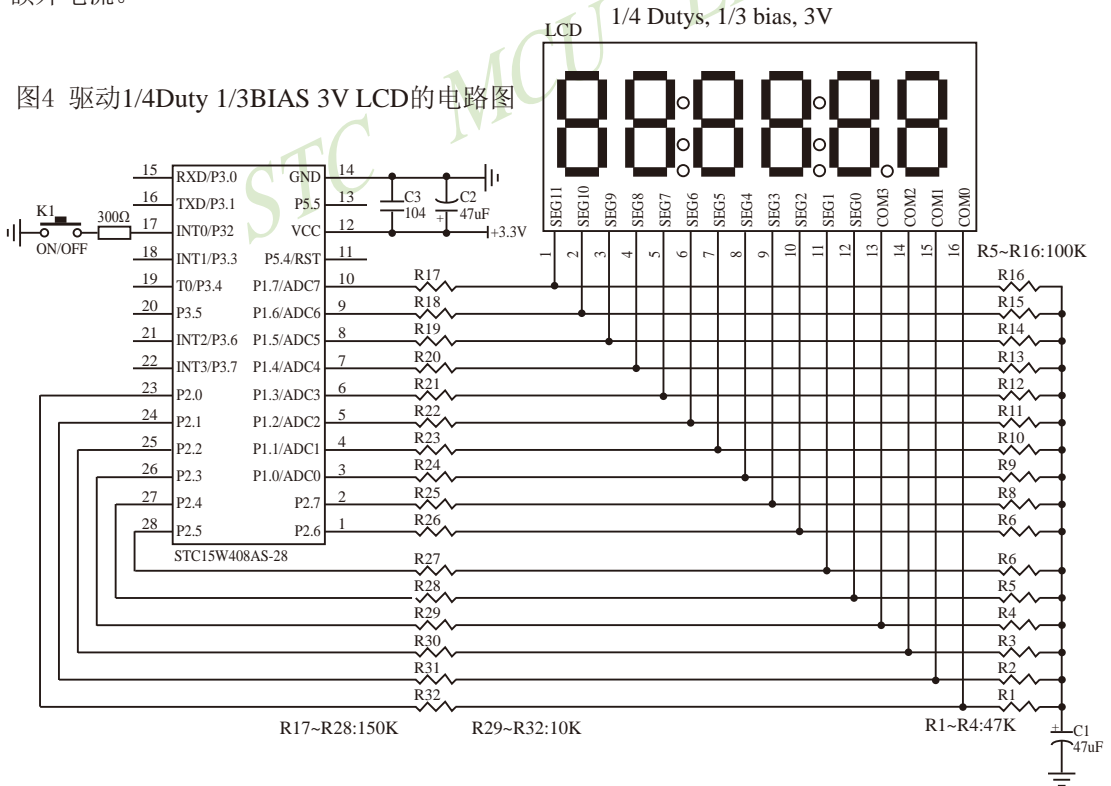 额外电流。
1/4 Dutys, 1/3 bias, 3V
LCD
图4 驱动1/4Duty 1/3BIAS 3V LCD的电路图
STC MCU
SEG11
SEG10
SEG9
SEG8
SEG7
SEG6
SEG5
SEG4
SEG3
SEG2
SEG1
SEG0
COM3
COM2
COM1
COM0
1
2
3
4
5
6
7
8
9
10
11
12
13
14
15
16
K1
ON/OFF
300Ω
15 RXD/P3.0 GND 14
16 TXD/P3.1 P5.5 13
17 INT0/P32 VCC 12
18 INT1/P3.3 P5.4/RST 11
19 T0/P3.4 P1.7/ADC7 10
20 P3.5 P1.6/ADC6 9
21 INT2/P3.6 P1.5/ADC5 8
22 INT3/P3.7 P1.4/ADC4 7
23 P2.0 P1.3/ADC3 6
24 P2.1 P1.2/ADC2 5
25 P2.2 P1.1/ADC1 4
26 P2.3 P1.0/ADC0 3
27 P2.4 P2.7 2
28 P2.5 P2.6 1
STC15W408AS-28
C3
104
C2
+
47uF
+3.3V
R5~R16:100K
R17 R16
R18 R15
R19 R14
R20 R13
R21 R12
R22 R11
R23 R10
R24 R9
R25 R8
R26 R6
R27 R6
R28 R5
R29 R4
R30 R3
R31 R2
R32 R1
R17~R28:150K R29~R32:10K R1~R4:47K
+
C1
47uF